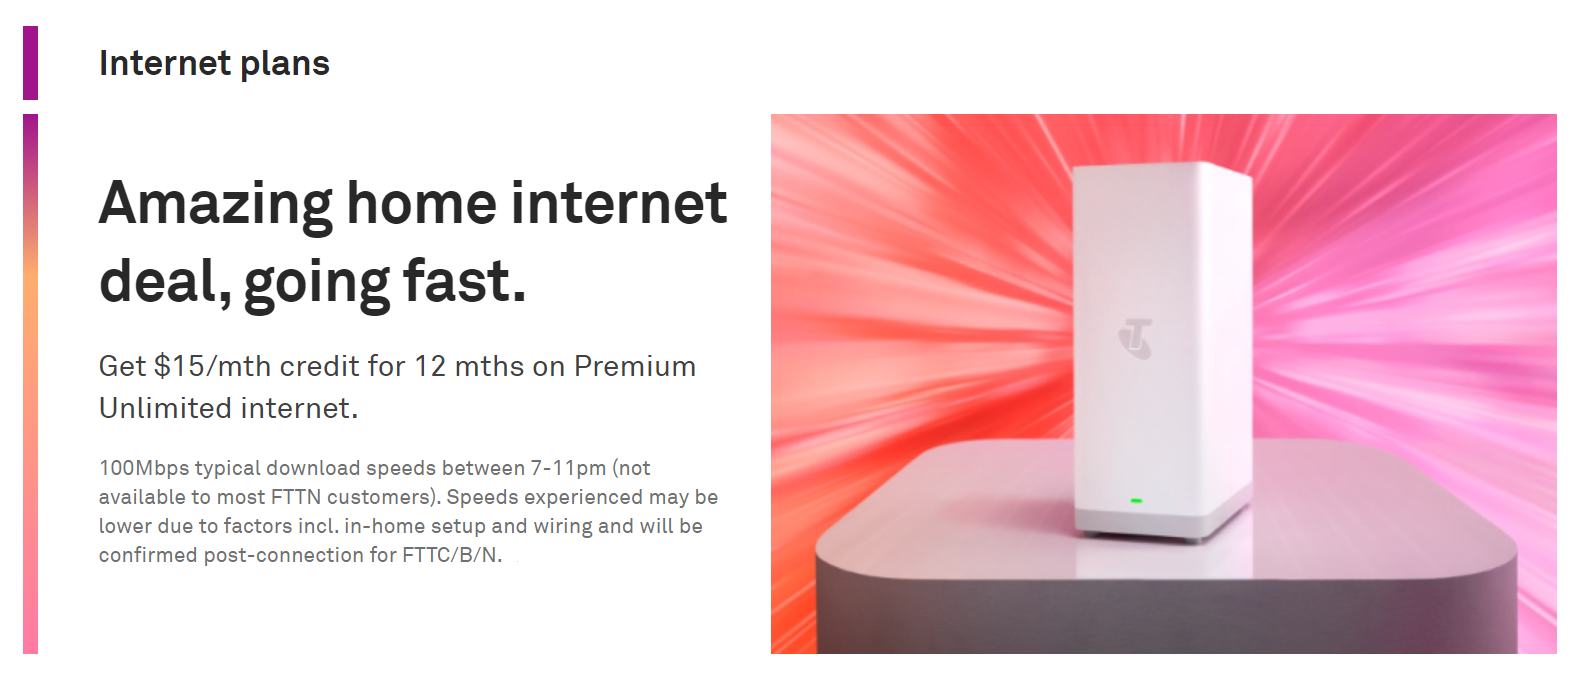 Internet plans
Amazing home internet
deal, going fast.
Get $15/mth credit for 12 mths on Premium
Unlimited internet.
100Mbps typical download speeds between 7-11pm (not
available to most FTTN customers). Speeds experienced may be
lower due to factors incl. in-home setup and wiring and will be
confirmed post-connection for FTTC/B/N.
T